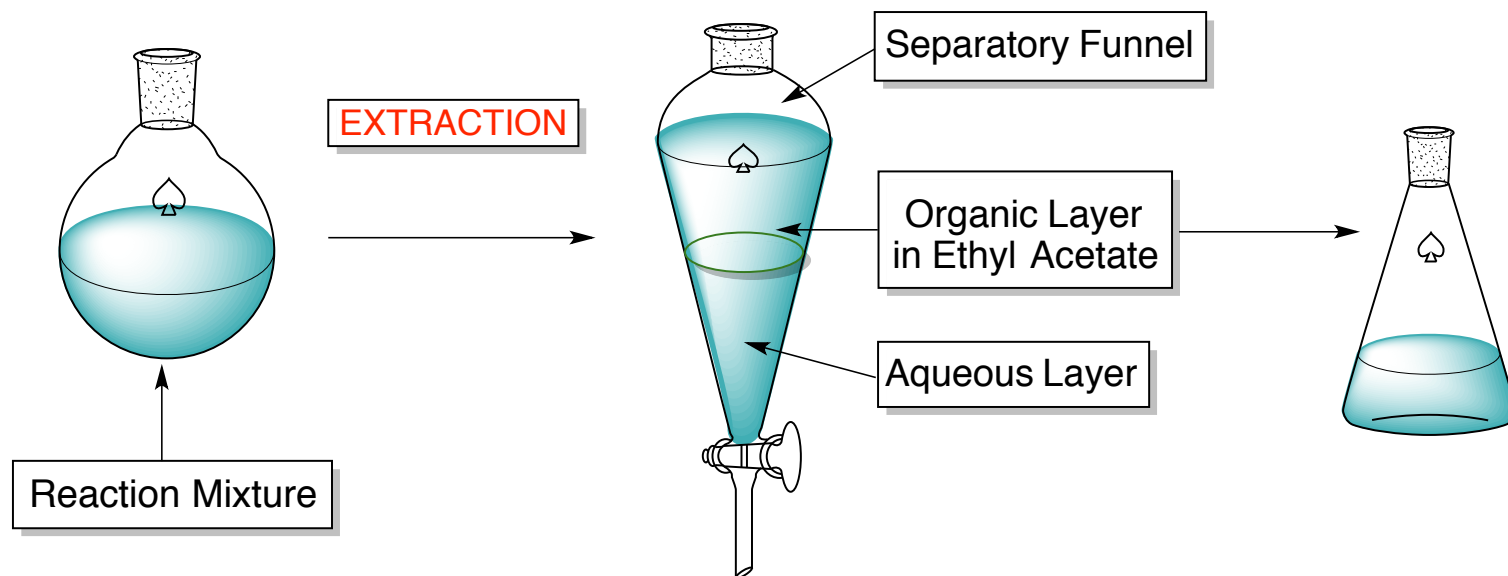 EXTRACTION
Reaction Mixture
Separatory Funnel
Organic Layer
in Ethyl Acetate
Aqueous Layer